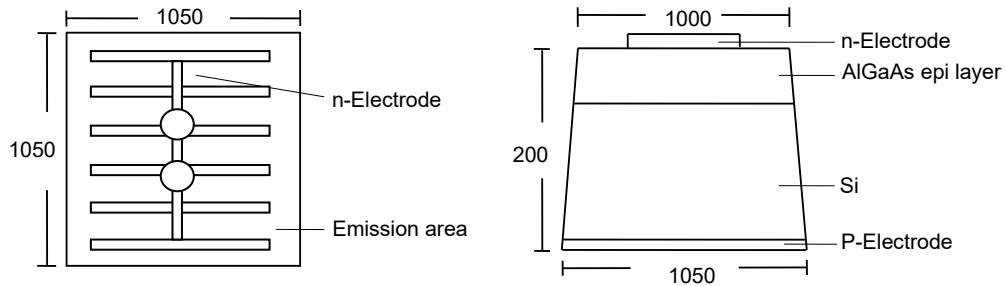 1050
1050
n-Electrode
Emission area
1000
n-Electrode
AlGaAs epi layer
200
Si
P-Electrode
1050